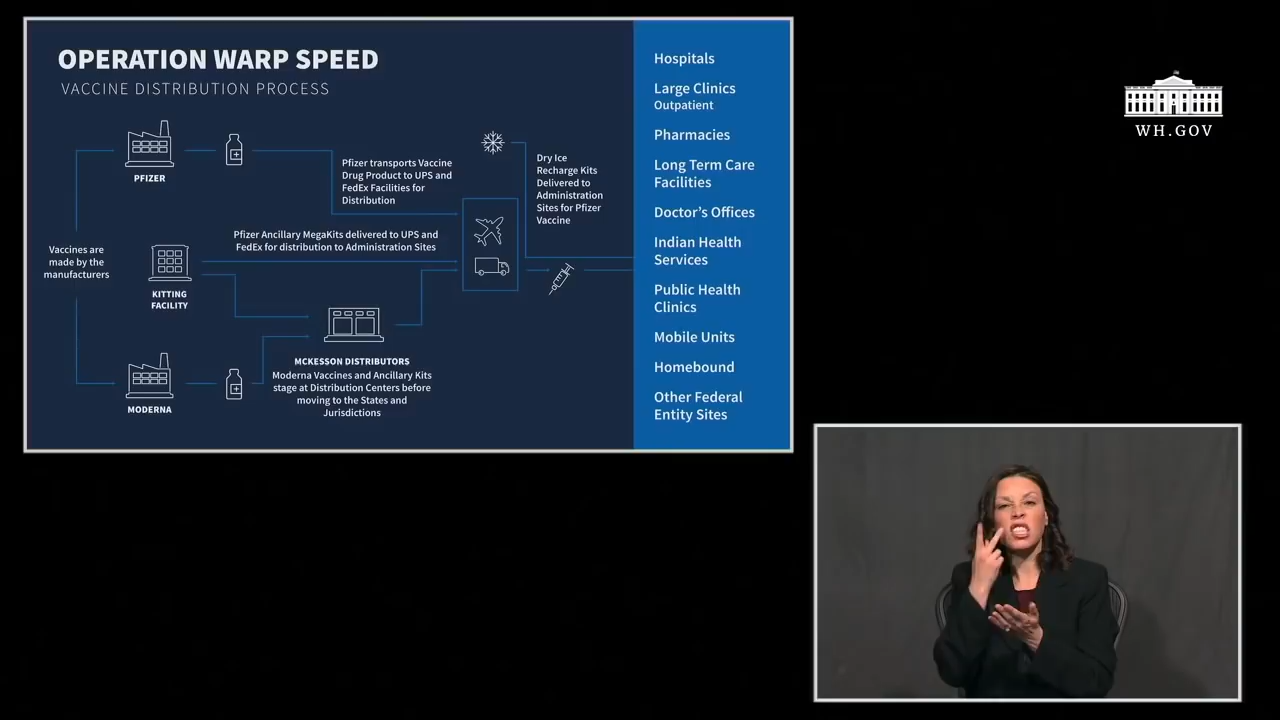 OPERATION WARP SPEED
VACCINE DISTRIBUTION PROCESS
PFIZER
Pfizer transports Vaccine
Drug Product to UPS and
FedEx Facilities for
Distribution
Dry Ice
Recharge Kits
Delivered to
Administration
Sites for Pfizer
Vaccine
Pfizer Ancillary MegaKits delivered to UPS and
FedEx for distribution to Administration Sites
Vaccines are
made by the
manufacturers
KITTING
FACILITY
MCKESSON DISTRIBUTORS
Moderna Vaccines and Ancillary Kits
stage at Distribution Centers before
moving to the States and
Jurisdictions
MODERNA
Hospitals
Large Clinics
Outpatient
Pharmacies
Long Term Care
Facilities
Doctor's Offices
Indian Health
Services
Public Health
Clinics
Mobile Units
Homebound
Other Federal
Entity Sites
WH.GOV